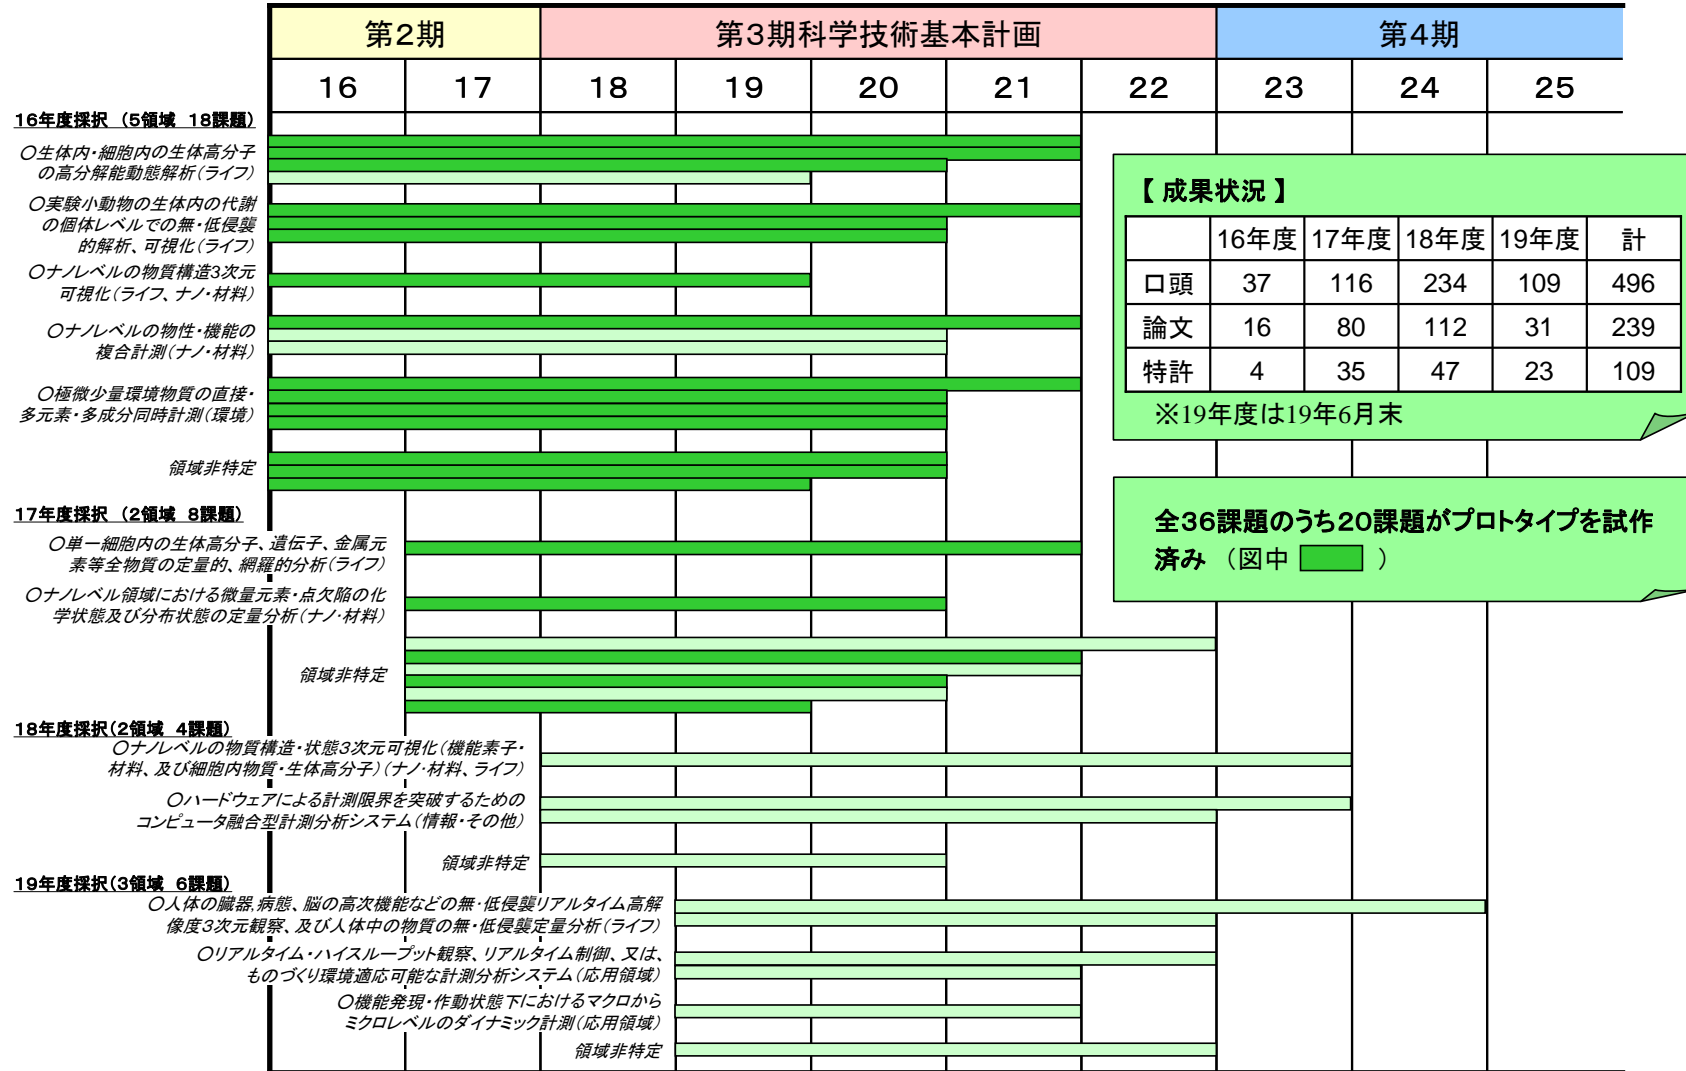 第2期 第3期科学技術基本計画 第4期
16 17 18 19 20 21 22 23 24 25
16年度採択 (5領域 18課題)
○生体内・細胞内の生体高分子
の高分解能動態解析(ライフ)
○実験小動物の生体内の代謝
の個体レベルでの無・低侵襲
的解析、可視化(ライフ)
○ナノレベルの物質構造3次元
可視化(ライフ、ナノ・材料)
○ナノレベルの物性・機能の
複合計測(ナノ・材料)
○極微少量環境物質の直接・
多元素・多成分同時計測(環境)
領域非特定
17年度採択 (2領域 8課題)
○単一細胞内の生体高分子、遺伝子、金属元
素等全物質の定量的、網羅的分析(ライフ)
○ナノレベル領域における微量元素・点欠陥の化
学状態及び分布状態の定量分析(ナノ・材料)
領域非特定
18年度採択(2領域 4課題)
○ナノレベルの物質構造・状態3次元可視化(機能素子・
材料、及び細胞内物質・生体高分子)(ナノ・材料、ライフ)
○ハードウェアによる計測限界を突破するための
コンピュータ融合型計測分析システム(情報・その他)
領域非特定
19年度採択(3領域 6課題)
○人体の臓器,病態、脳の高次機能などの無・低侵襲リアルタイム高解
像度3次元観察、及び人体中の物質の無・低侵襲定量分析(ライフ)
○リアルタイム・ハイスループット観察、リアルタイム制御、又は、
ものづくり環境適応可能な計測分析システム(応用領域)
○機能発現・作動状態下におけるマクロから
ミクロレベルのダイナミック計測(応用領域)
領域非特定
【 成果状況 】
16年度 17年度 18年度 19年度 計
口頭 37 116 234 109 496
論文 16 80 112 31 239
特許 4 35 47 23 109
※19年度は19年6月末
全36課題のうち20課題がプロトタイプを試作
済み (図中 )